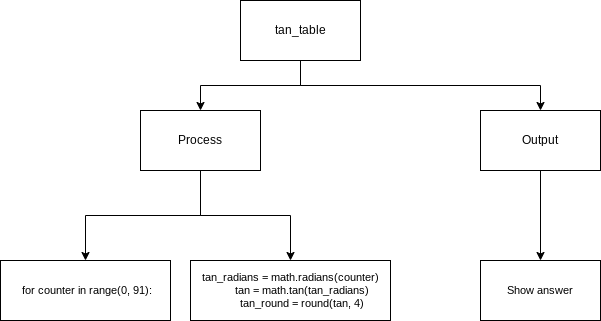 tan_table
Process
Output
for counter in range(0, 91):
tan_radians = math.radians(counter)
tan = math.tan(tan_radians)
tan_round = round(tan, 4)
Show answer